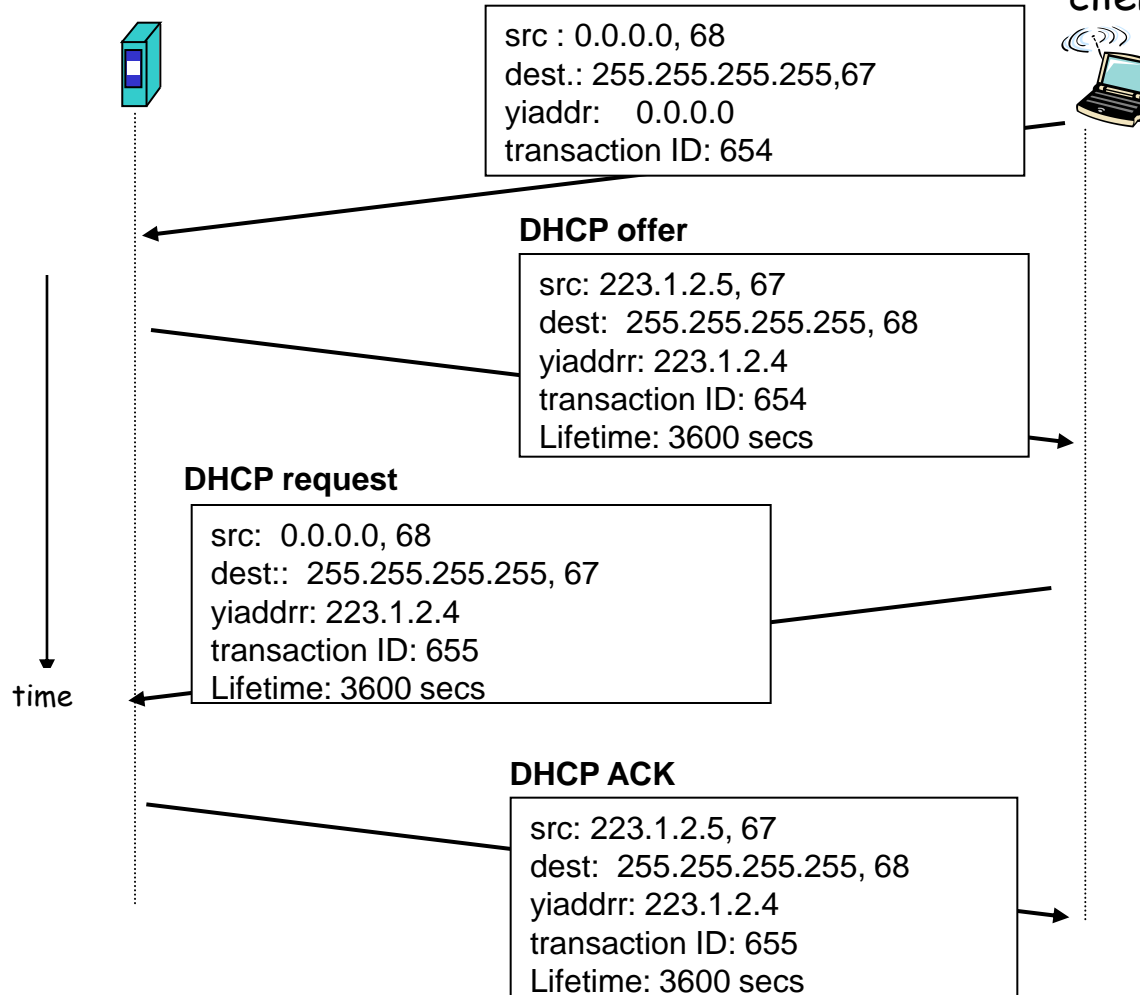 src : 0.0.0.0, 68
dest.: 255.255.255.255,67
yiaddr: 0.0.0.0
transaction ID: 654
DHCP offer
src: 223.1.2.5, 67
dest: 255.255.255.255, 68
yiaddrr: 223.1.2.4
transaction ID: 654
Lifetime: 3600 secs
DHCP request
src: 0.0.0.0, 68
dest:: 255.255.255.255, 67
yiaddrr: 223.1.2.4
transaction ID: 655
Lifetime: 3600 secs
time
DHCP ACK
src: 223.1.2.5, 67
dest: 255.255.255.255, 68
yiaddrr: 223.1.2.4
transaction ID: 655
Lifetime: 3600 secs